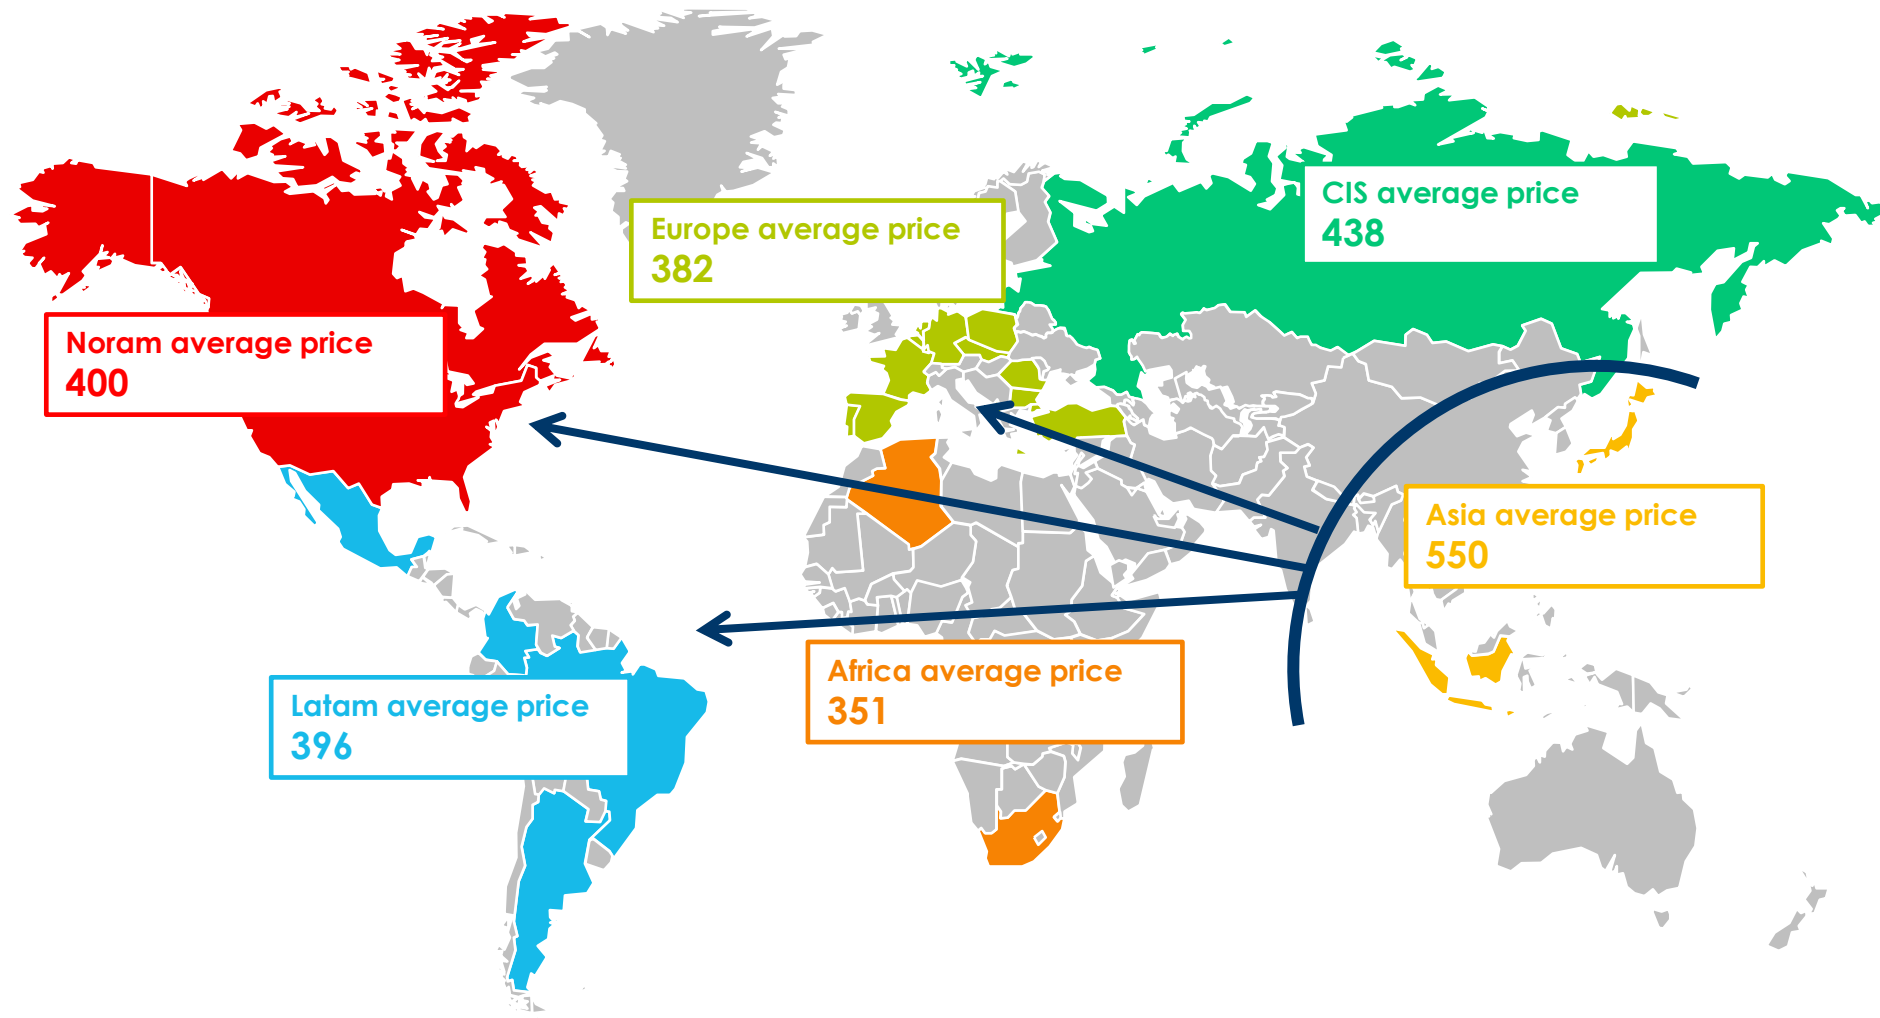 CIS average price
438
Europe average price
382
Noram average price
400
Asia average price
550
Africa average price
351
Latam average price
396